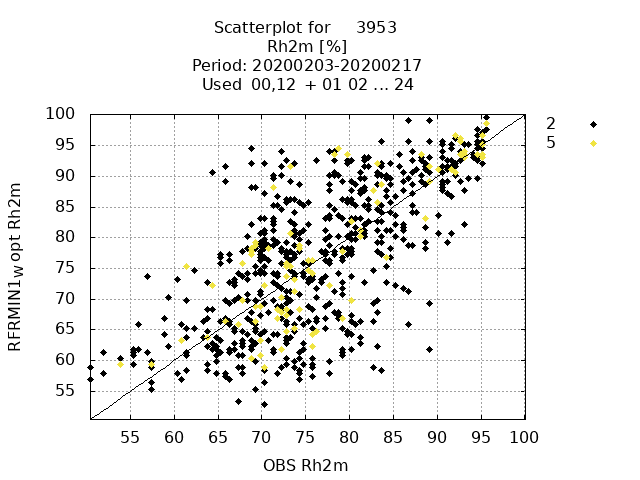 Scatterplot for 3953
Rh2m [%]
Period: 20200203-20200217
Used 00,12 + 01 02 ... 24
2
5
100
95
90
85
80
75
70
65
60
55
RFRMIN1w opt Rh2m
55 60 65 70 75 80 85 90 95 100
OBS Rh2m